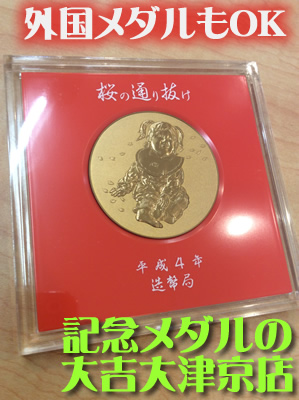 外国メダルもOK
桜の通り抜け
平成4年
造幣局
記念メダルの
大吉大津京店